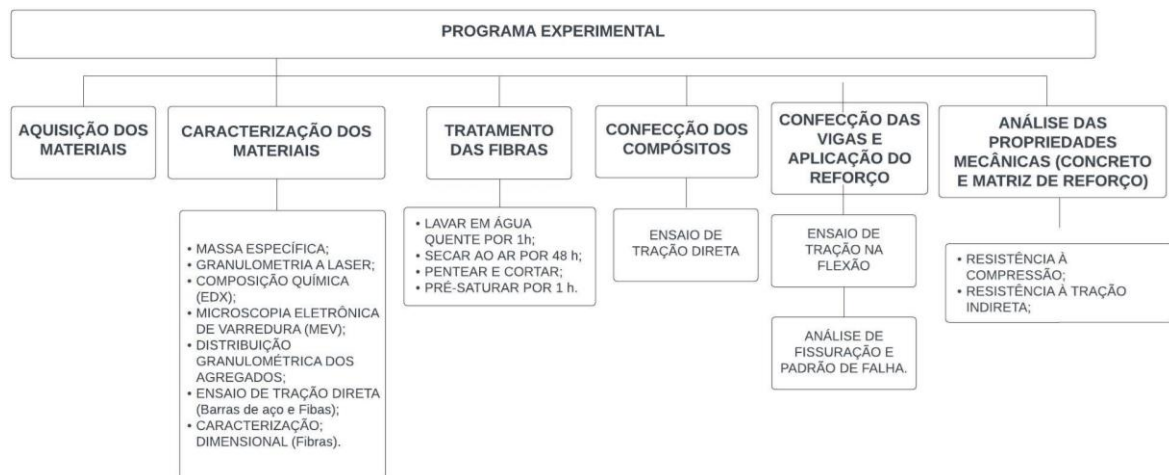 PROGRAMA EXPERIMENTAL
AQUISIÇÃO DOS
MATERIAIS
CARACTERIZAÇÃO DOS
MATERIAIS
• MASSA ESPECÍFICA;
• GRANULOMETRIA A LASER;
• COMPOSIÇÃO QUÍMICA
(EDX);
• MICROSCOPIA ELETRÔNICA
DE VARREDURA (MEV);
• DISTRIBUIÇÃO
GRANULOMÉTRICA DOS
AGREGADOS;
• ENSAIO DE TRAÇÃO DIRETA
(Barras de aço e Fibas);
• CARACTERIZAÇÃO;
DIMENSIONAL (Fibras).
TRATAMENTO
DAS FIBRAS
• LAVAR EM ÁGUA
QUENTE POR 1h;
• SECAR AO AR POR 48 h;
• PENTEAR E CORTAR;
• PRÉ-SATURAR POR 1 h.
CONFECÇÃO DOS
COMPÓSITOS
ENSAIO DE
TRAÇÃO DIRETA
CONFECÇÃO DAS
VIGAS E
APLICAÇÃO DO
REFORÇO
ENSAIO DE
TRAÇÃO NA
FLEXÃO
ANÁLISE DE
FISSURAÇÃO E
PADRÃO DE FALHA.
ANÁLISE DAS
PROPRIEDADES
MECÂNICAS (CONCRETO
E MATRIZ DE REFORÇO)
• RESISTÊNCIA À
COMPRESSÃO;
• RESISTÊNCIA À TRAÇÃO
INDIRETA;